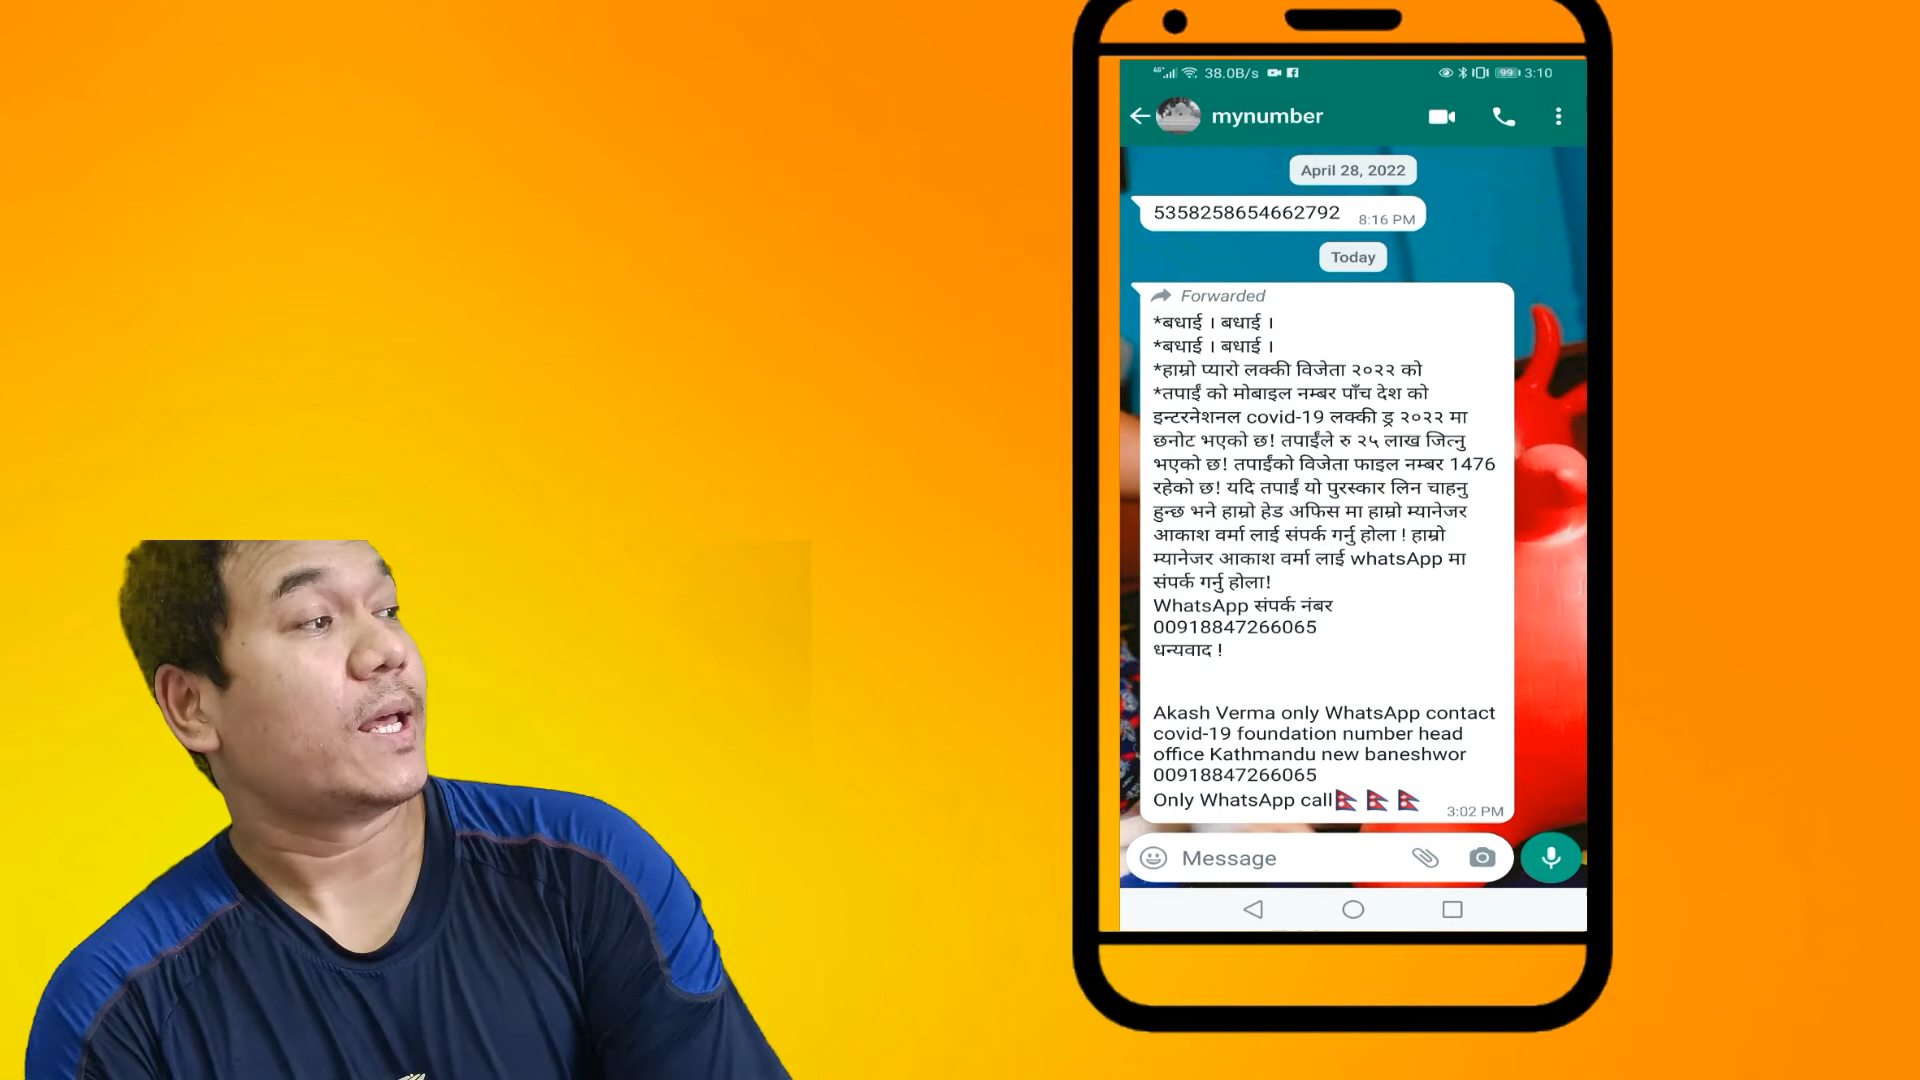 38.0B/s
99 3:10
mynumber
April 28, 2022
5358258654662792 8:16 PM
Today
Forwarded
*बधाई । बधाई ।
*बधाई । बधाई ।
*हाम्रो प्यारो लक्की विजेता २०२२ को
*तपाईं को मोबाइल नम्बर पाँच देश को
इन्टरनेशनल covid-19 लक्की ड्र २०२२ मा
छनोट भएको छ! तपाईंले रु २५ लाख जित्नु
भएको छ! तपाईंको विजेता फाइल नम्बर 1476
रहेको छ! यदि तपाईं यो पुरस्कार लिन चाहनु
हुन्छ भने हाम्रो हेड अफिस मा हाम्रो म्यानेजर
आकाश वर्मा लाई संपर्क गर्नु होला ! हाम्रो
म्यानेजर आकाश वर्मा लाई whatsApp मा
संपर्क गर्नु होला!
WhatsApp संपर्क नंबर
00918847266065
धन्यवाद !
Akash Verma only WhatsApp contact
covid-19 foundation number head
office Kathmandu new baneshwor
00918847266065
Only WhatsApp call🇳🇵🇳🇵🇳🇵
3:02 PM
Message